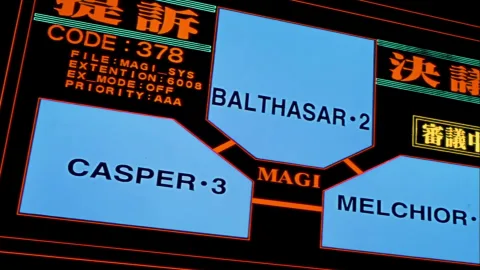 提訴
CODE:378
FILE:MAGI_SYS
EXTENTION:6008
EX_MODE:OFF
PRIORITY:AAA
BALTHASAR•2
決議
審議中
CASPER•3
MAGI
MELCHIOR•